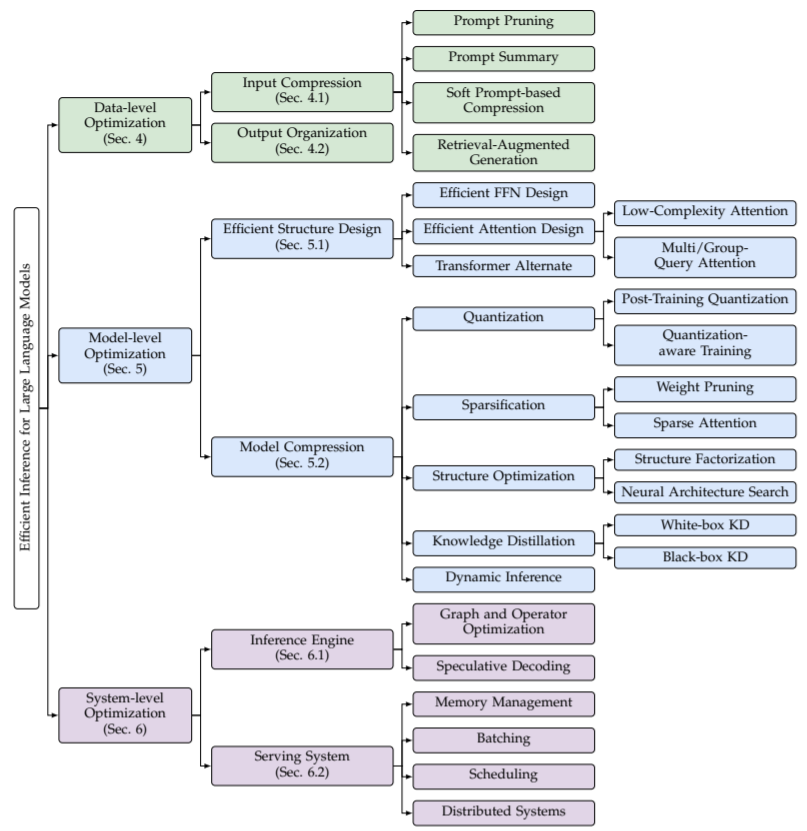 Efficient Inference for Large Language Models
Data-level
Optimization
(Sec. 4)
Input Compression
(Sec. 4.1)
Prompt Pruning
Prompt Summary
Soft Prompt-based
Compression
Retrieval-Augmented
Generation
Output Organization
(Sec. 4.2)
Model-level
Optimization
(Sec. 5)
Efficient Structure Design
(Sec. 5.1)
Efficient FFN Design
Efficient Attention Design
Low-Complexity Attention
Multi/Group-
Query Attention
Transformer Alternate
Model Compression
(Sec. 5.2)
Quantization
Post-Training Quantization
Quantization-
aware Training
Sparsification
Weight Pruning
Sparse Attention
Structure Optimization
Structure Factorization
Neural Architecture Search
Knowledge Distillation
White-box KD
Black-box KD
Dynamic Inference
System-level
Optimization
(Sec. 6)
Inference Engine
(Sec. 6.1)
Graph and Operator
Optimization
Speculative Decoding
Serving System
(Sec. 6.2)
Memory Management
Batching
Scheduling
Distributed Systems